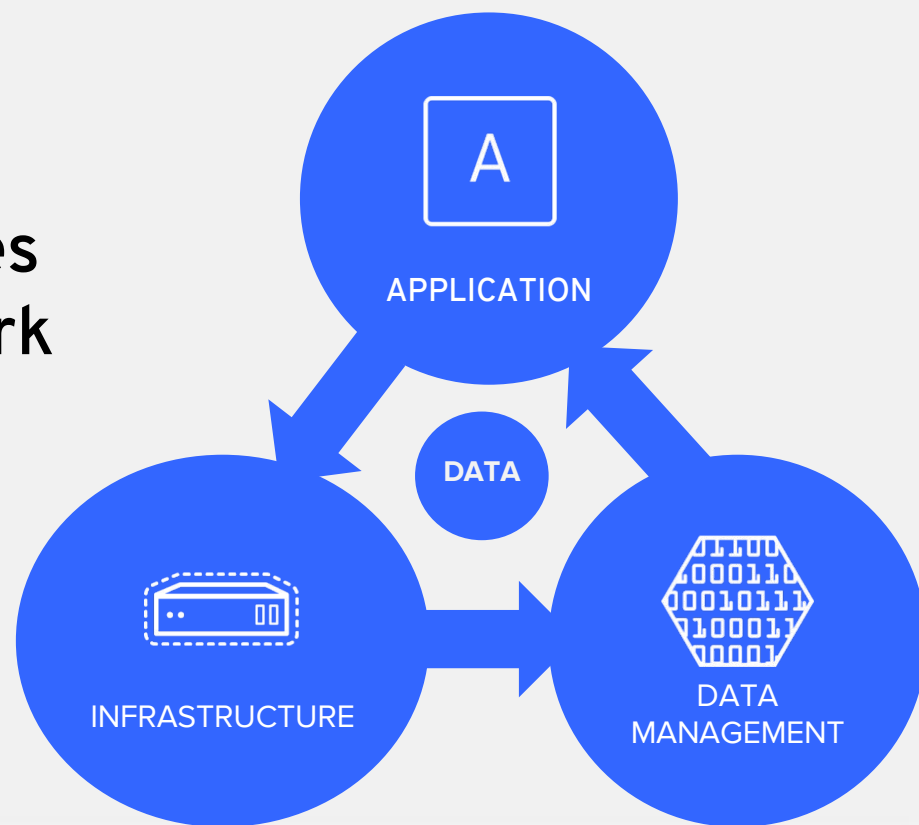 es
rk
A
APPLICATION
DATA
INFRASTRUCTURE
DATA
MANAGEMENT